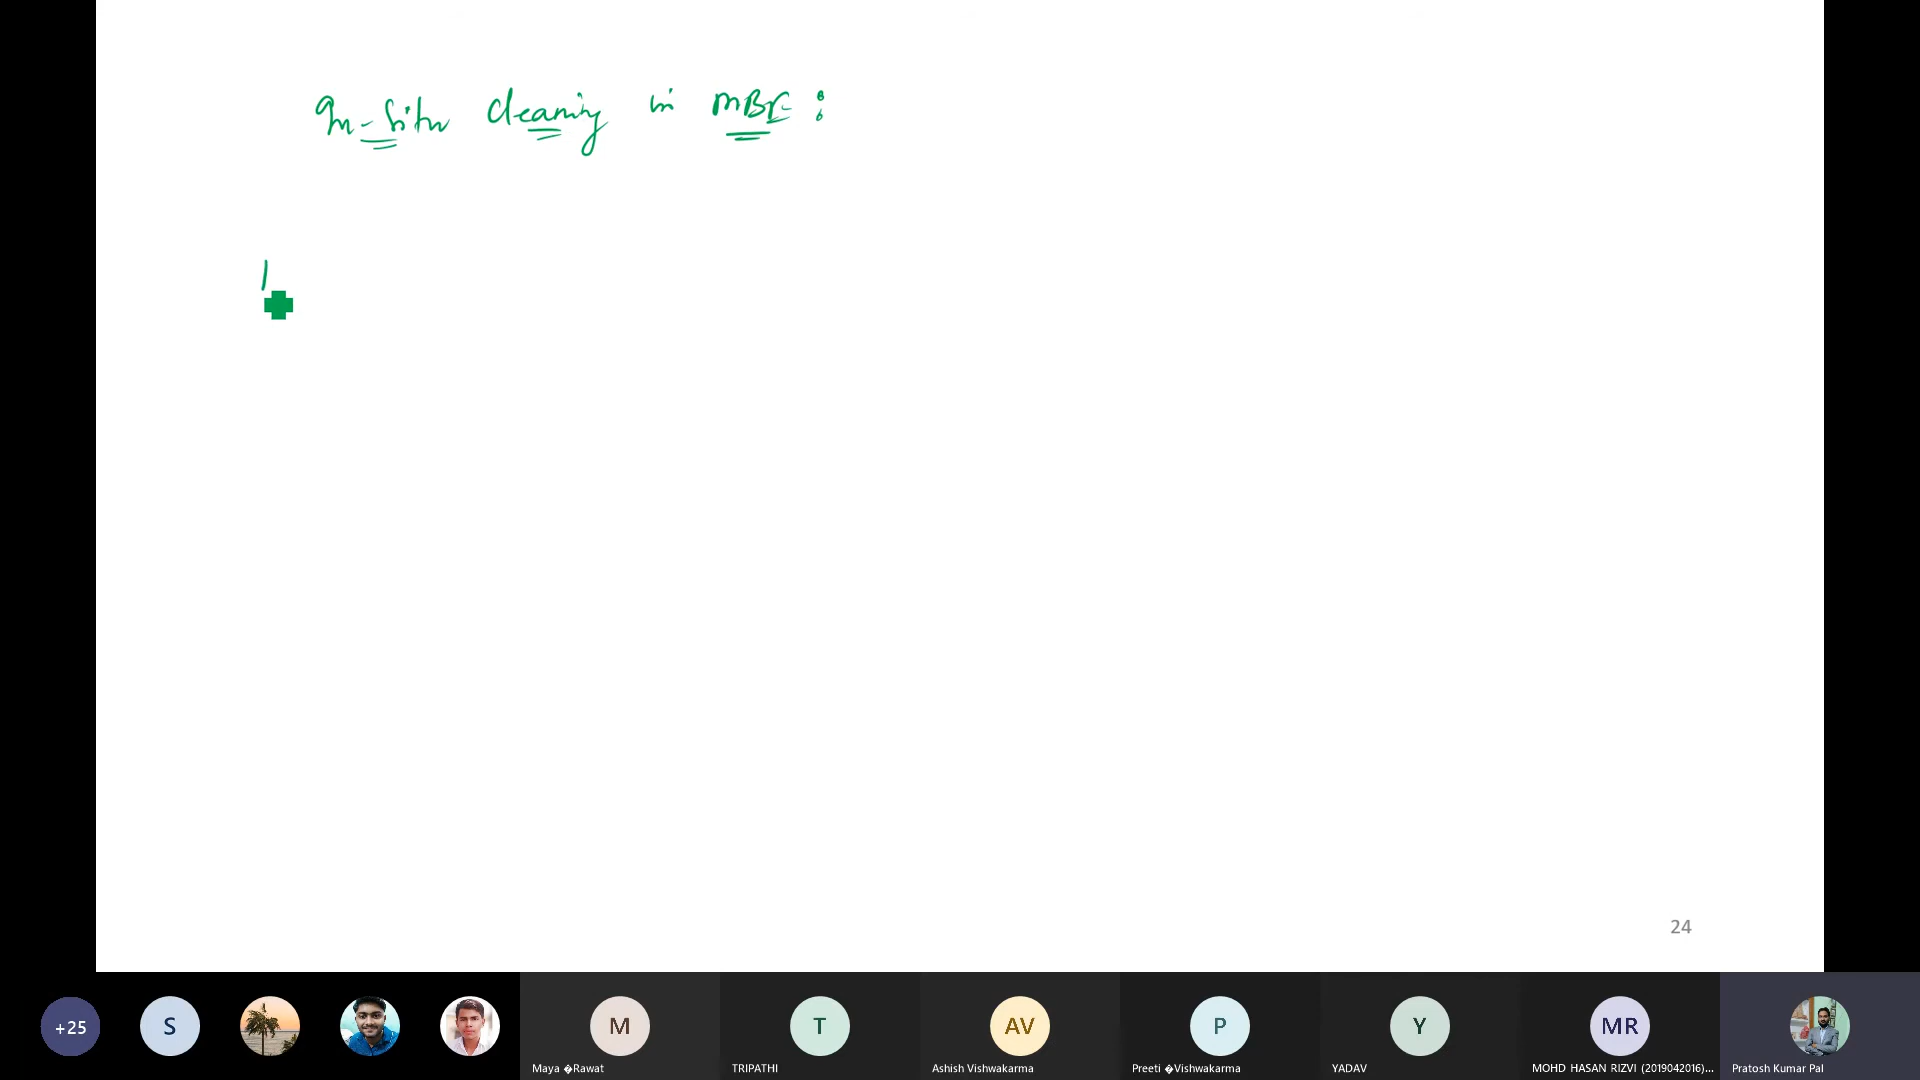 In-Situ cleaning in MBE :
1
24
+25
S
M
T
AV
P
Y
MR
Maya �Rawat
TRIPATHI
Ashish Vishwakarma
Preeti �Vishwakarma
YADAV
MOHD HASAN RIZVI (2019042016)...
Pratosh Kumar Pal